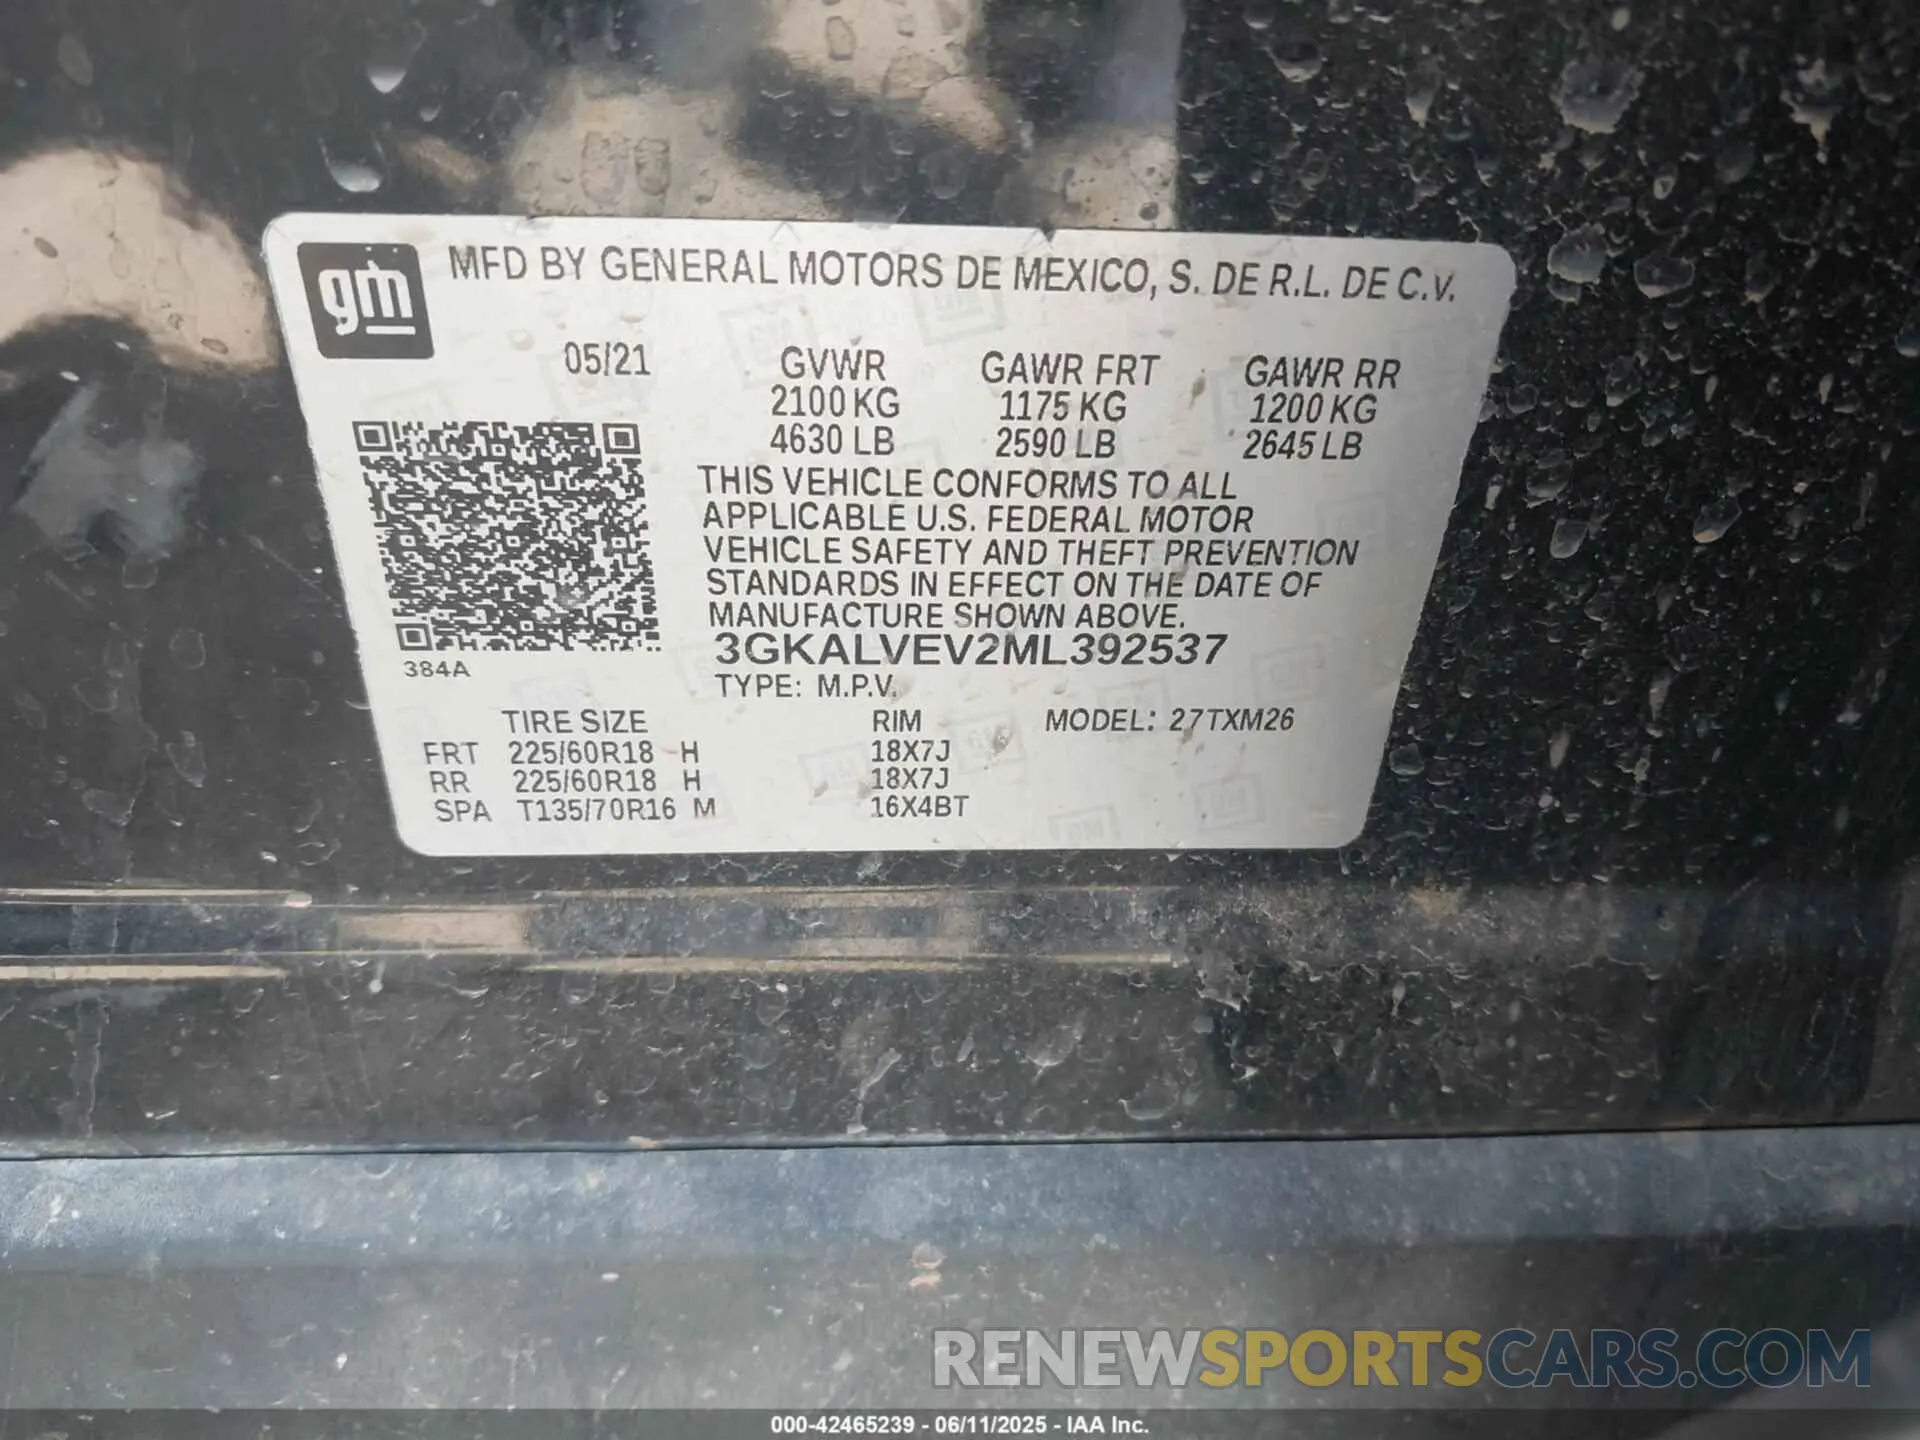 gm
MFD BY GENERAL MOTORS DE MEXICO, S. DE R.L. DE C.V.
05/21 GVWR GAWR FRT GAWR RR
2100 KG 1175 KG 1200 KG
4630 LB 2590 LB 2645 LB
THIS VEHICLE CONFORMS TO ALL
APPLICABLE U.S. FEDERAL MOTOR
VEHICLE SAFETY AND THEFT PREVENTION
STANDARDS IN EFFECT ON THE DATE OF
MANUFACTURE SHOWN ABOVE.
3GKALVEV2ML392537
384A
TYPE: M.P.V.
TIRE SIZE RIM MODEL: 27TXM26
FRT 225/60R18 H 18X7J
RR 225/60R18 H 18X7J
SPA T135/70R16 M 16X4BT
RENEWSPORTSCARS.COM
000-42465239 - 06/11/2025 - IAA Inc.